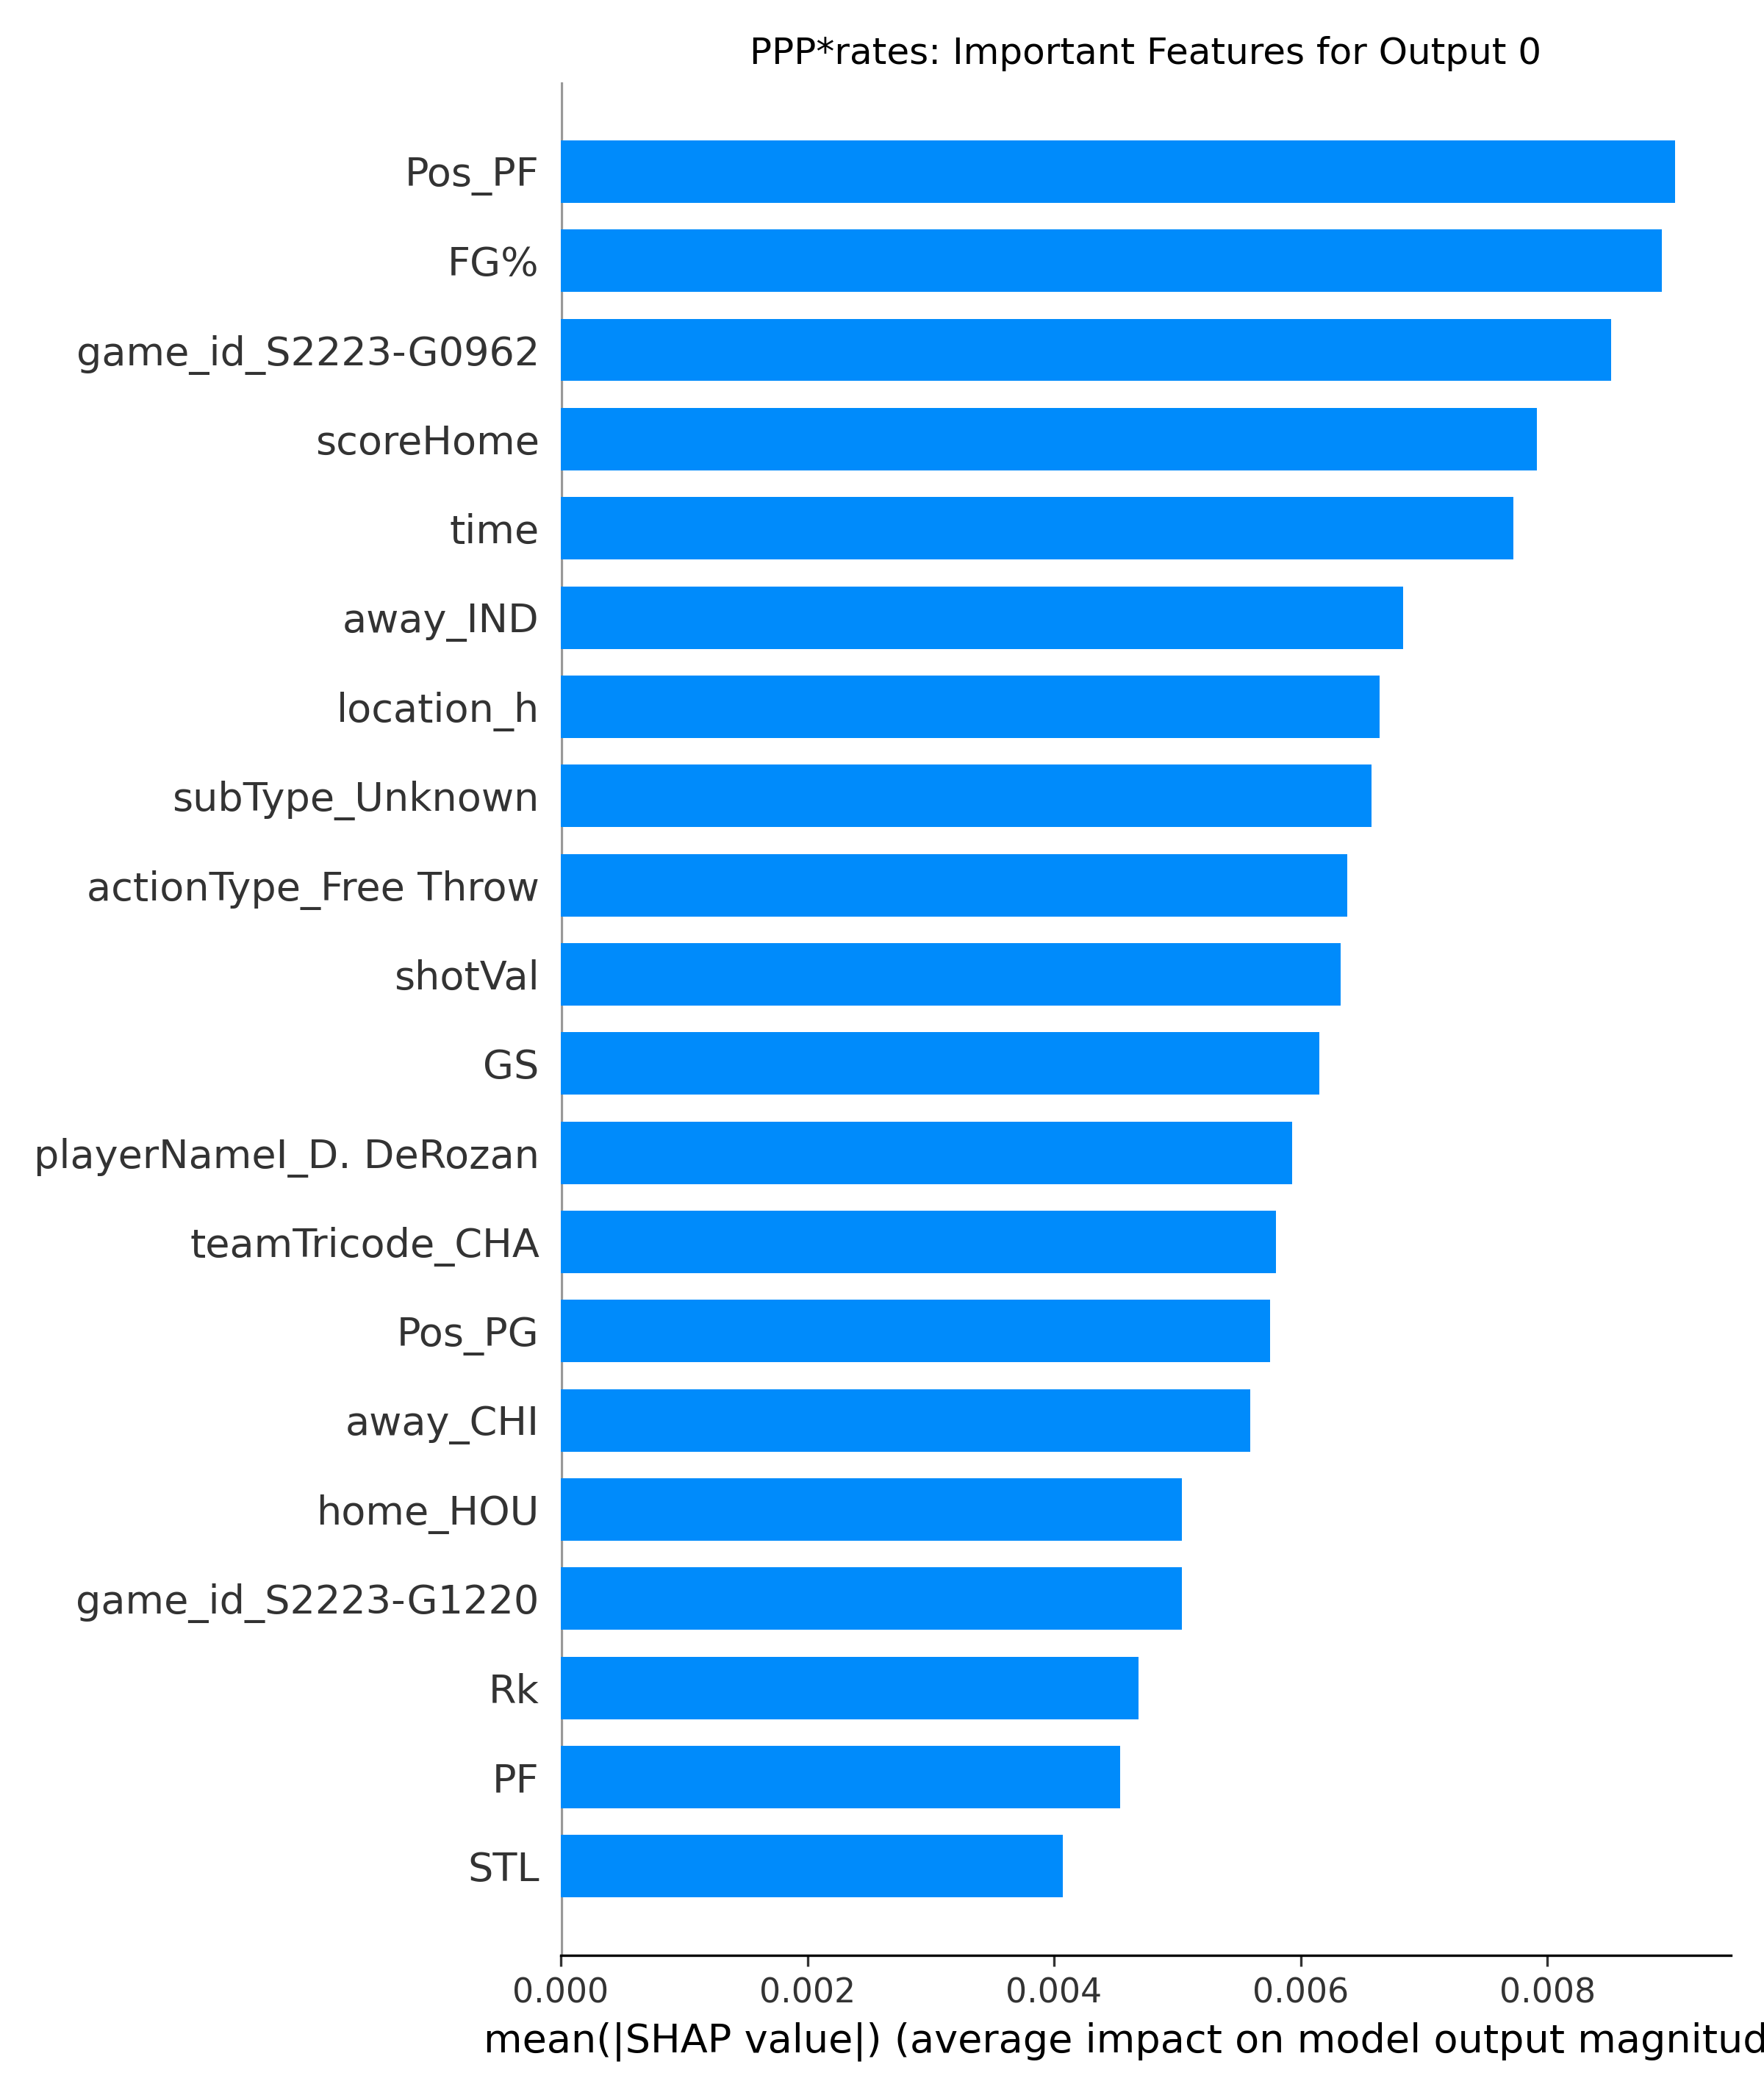 PPP*rates: Important Features for Output 0
Pos_PF
FG%
game_id_S2223-G0962
scoreHome
time
away_IND
location_h
subType_Unknown
actionType_Free Throw
shotVal
GS
playerNameI_D. DeRozan
teamTricode_CHA
Pos_PG
away_CHI
home_HOU
game_id_S2223-G1220
Rk
PF
STL
0.000 0.002 0.004 0.006 0.008
mean(|SHAP value|) (average impact on model output magnitud